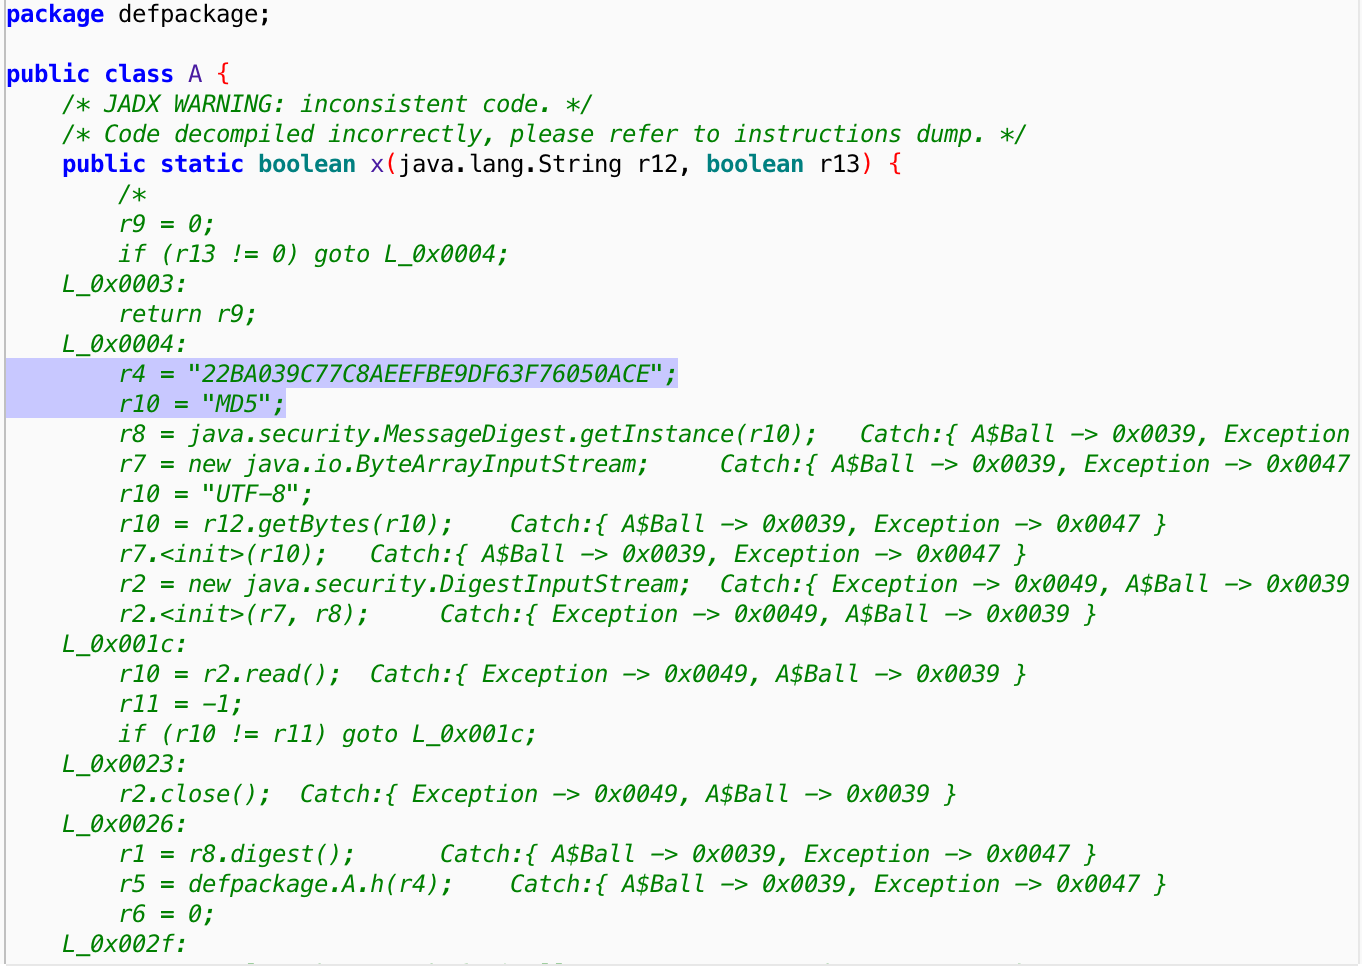 package defpackage;
public class A {
/* JADX WARNING: inconsistent code. */
/* Code decompiled incorrectly, please refer to instructions dump. */
public static boolean x(java.lang.String r12, boolean r13) {
/*
r9 = 0;
if (r13 != 0) goto L_0x0004;
L_0x0003:
return r9;
L_0x0004:
r4 = "22BA039C77C8AEEFBE9DF63F76050ACE";
r10 = "MD5";
r8 = java.security.MessageDigest.getInstance(r10);   Catch:{ A$Ball -> 0x0039, Exception
r7 = new java.io.ByteArrayInputStream;     Catch:{ A$Ball -> 0x0039, Exception -> 0x0047
r10 = "UTF-8";
r10 = r12.getBytes(r10);    Catch:{ A$Ball -> 0x0039, Exception -> 0x0047 }
r7.<init>(r10);   Catch:{ A$Ball -> 0x0039, Exception -> 0x0047 }
r2 = new java.security.DigestInputStream;  Catch:{ Exception -> 0x0049, A$Ball -> 0x0039
r2.<init>(r7, r8);     Catch:{ Exception -> 0x0049, A$Ball -> 0x0039 }
L_0x001c:
r10 = r2.read();  Catch:{ Exception -> 0x0049, A$Ball -> 0x0039 }
r11 = -1;
if (r10 != r11) goto L_0x001c;
L_0x0023:
r2.close();  Catch:{ Exception -> 0x0049, A$Ball -> 0x0039 }
L_0x0026:
r1 = r8.digest();      Catch:{ A$Ball -> 0x0039, Exception -> 0x0047 }
r5 = defpackage.A.h(r4);    Catch:{ A$Ball -> 0x0039, Exception -> 0x0047 }
r6 = 0;
L_0x002f: